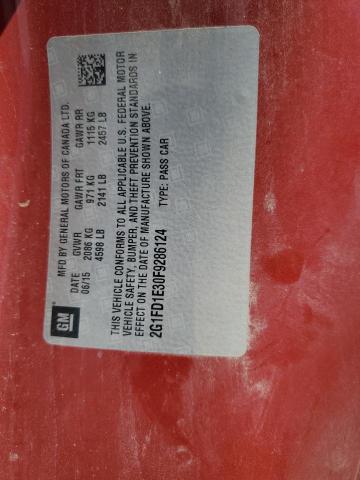 MFD BY GENERAL MOTORS OF CANADA LTD.
DATE GVWR GAWR FRT GAWR RR
06/15 2086 KG 971 KG 1115 KG
4598 LB 2141 LB 2457 LB
GM
THIS VEHICLE CONFORMS TO ALL APPLICABLE U.S. FEDERAL MOTOR
VEHICLE SAFETY, BUMPER, AND THEFT PREVENTION STANDARDS IN
EFFECT ON THE DATE OF MANUFACTURE SHOWN ABOVE.
2G1FD1E30F9286124 TYPE: PASS CAR